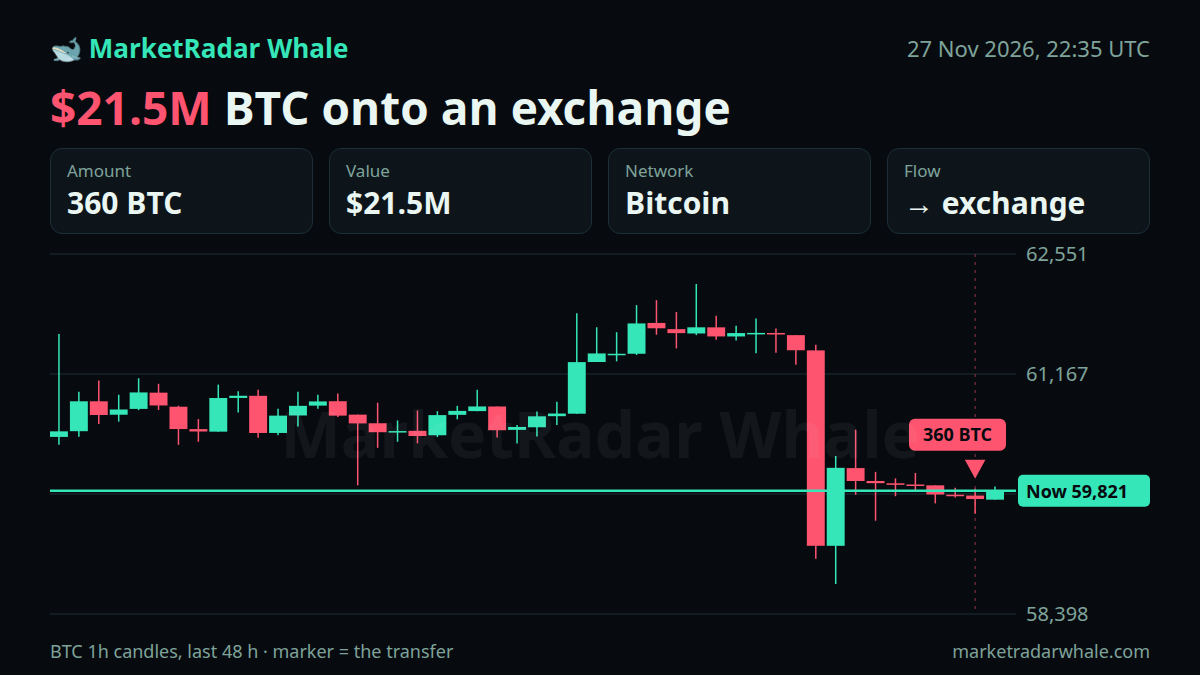 🐋 MarketRadar Whale
27 Nov 2026, 22:35 UTC
$21.5M BTC onto an exchange
Amount
360 BTC
Value
$21.5M
Network
Bitcoin
Flow
→ exchange
62,551
61,167
MarketRadar Whale
360 BTC
Now 59,821
58,398
BTC 1h candles, last 48 h · marker = the transfer
marketradarwhale.com